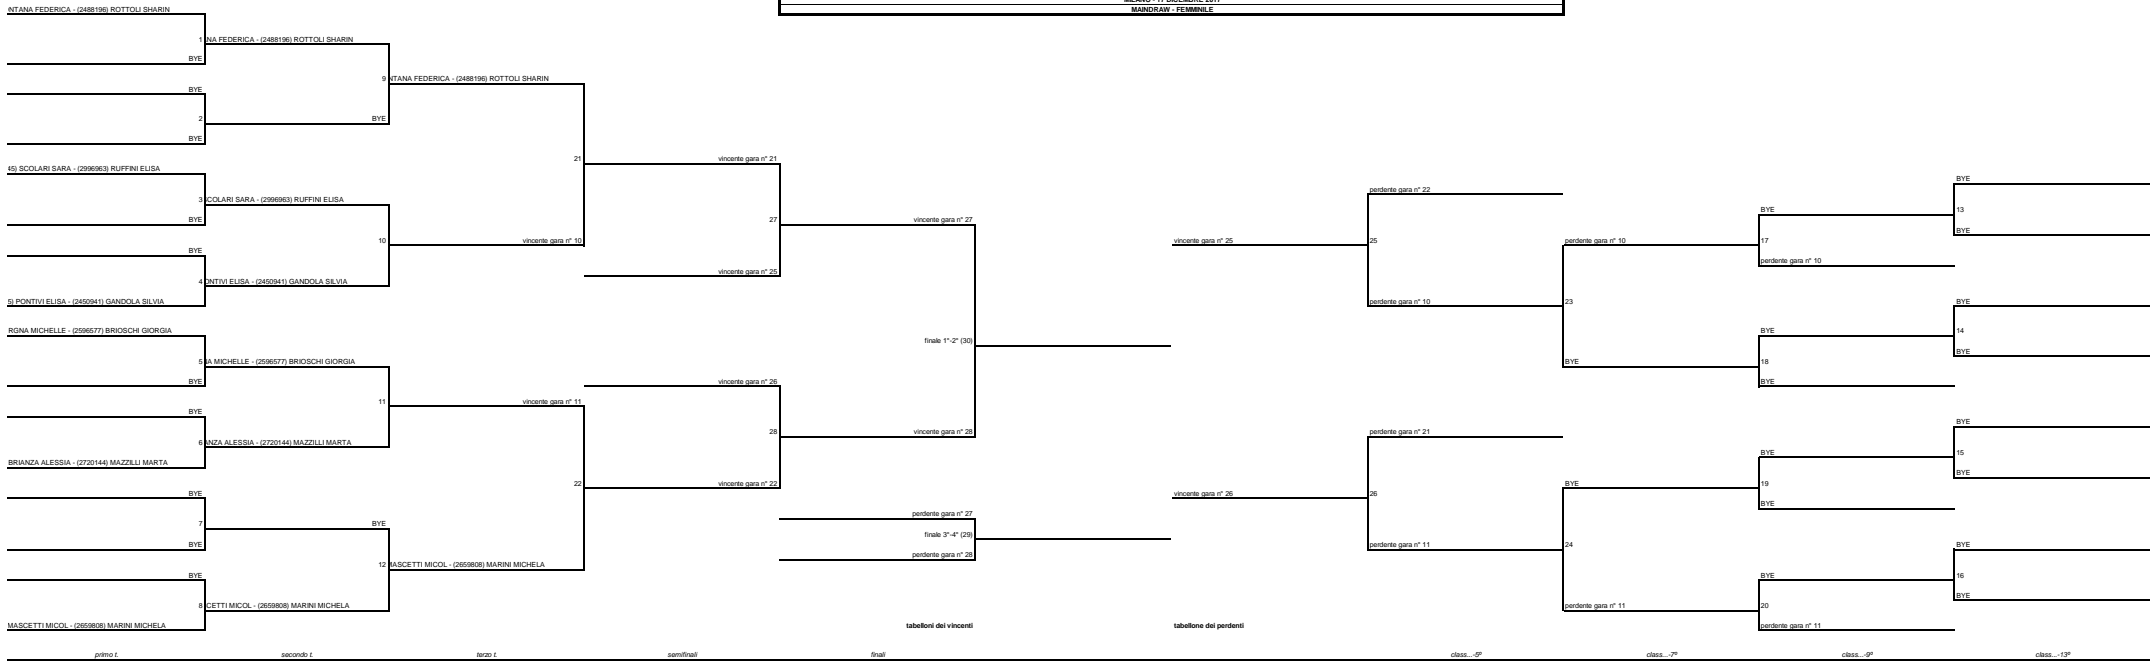 MAINDRAW - FEMMINILE
NTANA FEDERICA - (2488196) ROTTOLI SHARIN
1 NA FEDERICA - (2488196) ROTTOLI SHARIN
BYE
9 NTANA FEDERICA - (2488196) ROTTOLI SHARIN
BYE
2
BYE
BYE
21
vincente gara n° 21
45) SCOLARI SARA - (2996963) RUFFINI ELISA
3 COLARI SARA - (2996963) RUFFINI ELISA
BYE
10
vincente gara n° 10
BYE
4 ONTIVI ELISA - (2450941) GANDOLA SILVIA
5) PONTIVI ELISA - (2450941) GANDOLA SILVIA
27
vincente gara n° 27
vincente gara n° 25
RGNA MICHELLE - (2596577) BRIOSCHI GIORGIA
5 NA MICHELLE - (2596577) BRIOSCHI GIORGIA
BYE
11
vincente gara n° 11
BYE
6 ANZA ALESSIA - (2720144) MAZZILLI MARTA
BRIANZA ALESSIA - (2720144) MAZZILLI MARTA
finale 1°-2° (30)
vincente gara n° 26
28
vincente gara n° 28
22
vincente gara n° 22
BYE
7
BYE
BYE
12 MASCETTI MICOL - (2659808) MARINI MICHELA
BYE
8 CETTI MICOL - (2659808) MARINI MICHELA
MASCETTI MICOL - (2659808) MARINI MICHELA
perdente gara n° 27
finale 3°-4° (29)
perdente gara n° 28
perdente gara n° 22
vincente gara n° 25
25
perdente gara n° 10
perdente gara n° 10
23
BYE
BYE
17
perdente gara n° 10
BYE
13
BYE
BYE
18
BYE
BYE
14
BYE
perdente gara n° 21
vincente gara n° 26
26
perdente gara n° 11
BYE
24
perdente gara n° 11
BYE
19
BYE
BYE
15
BYE
BYE
20
perdente gara n° 11
BYE
16
BYE
tabelloni dei vincenti
tabellone dei perdenti
primo t.
secondo t.
terzo t.
semifinali
finali
class...-5º
class...-7º
class...-9º
class...-13º